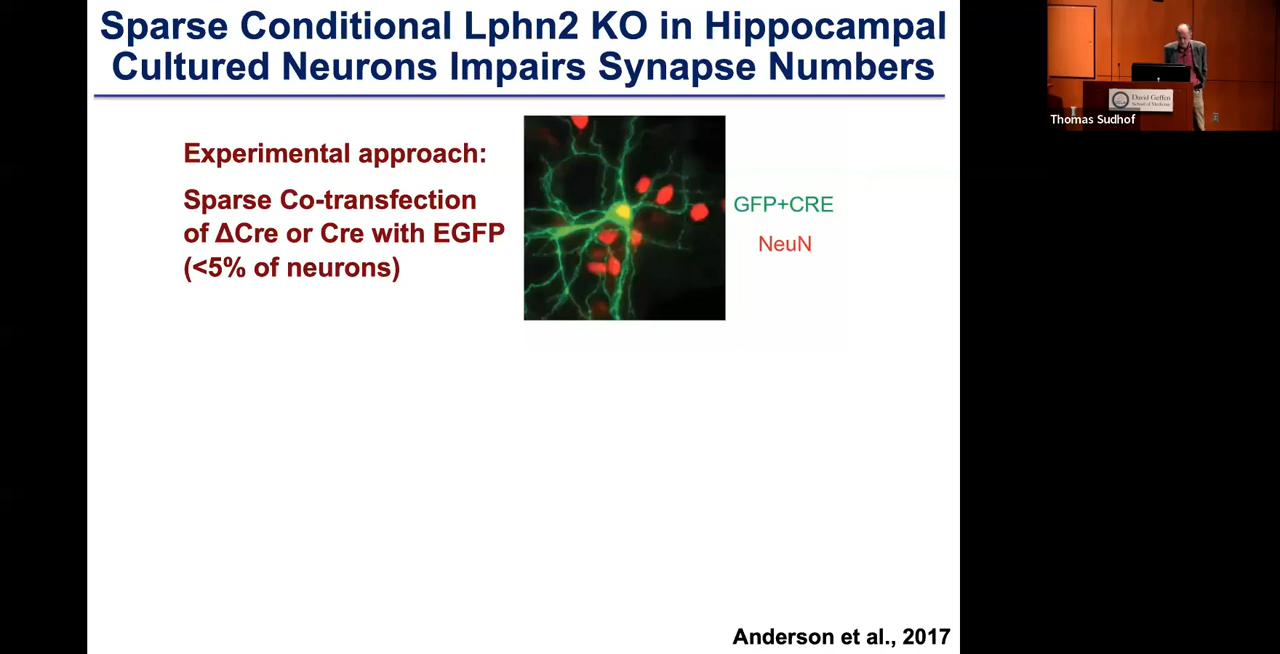 Sparse Conditional Lphn2 KO in Hippocampal
Cultured Neurons Impairs Synapse Numbers
Experimental approach:
Sparse Co-transfection
of ΔCre or Cre with EGFP
(<5% of neurons)
GFP+CRE
NeuN
Anderson et al., 2017
David Geffen
School of Medicine
Thomas Sudhof